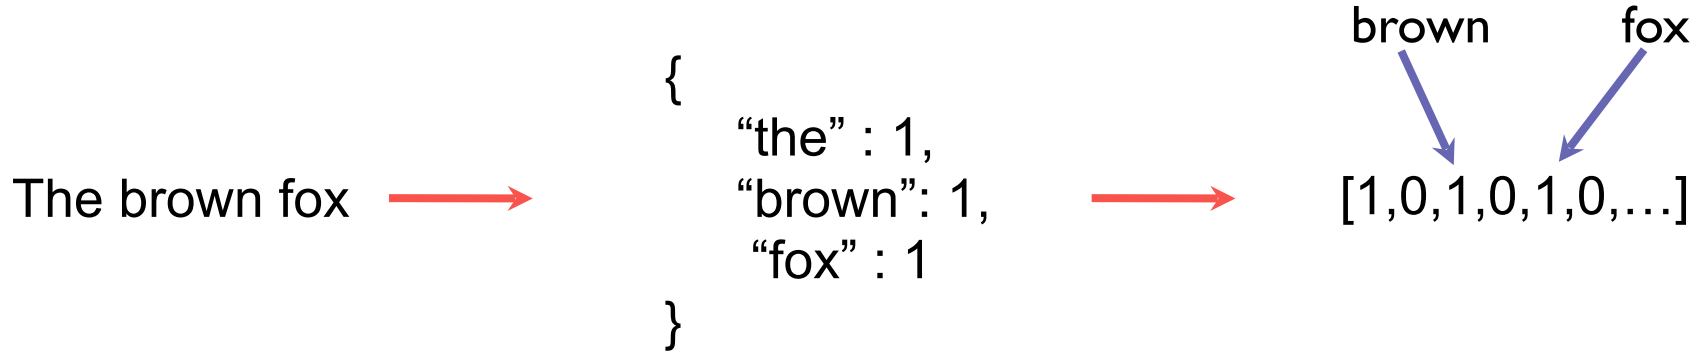 The brown fox
{
“the” : 1,
“brown”: 1,
“fox” : 1
}
brown fox
[1,0,1,0,1,0,…]